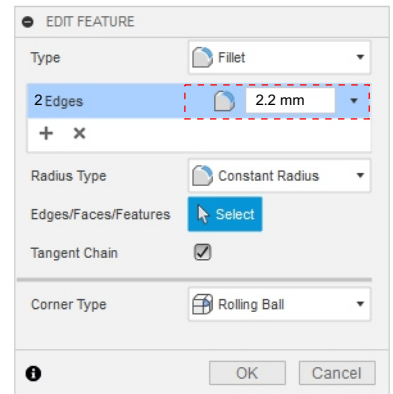 EDIT FEATURE
Type Fillet
2 Edges 2.2 mm
Radius Type Constant Radius
Edges/Faces/Features Select
Tangent Chain
Corner Type Rolling Ball
OK Cancel